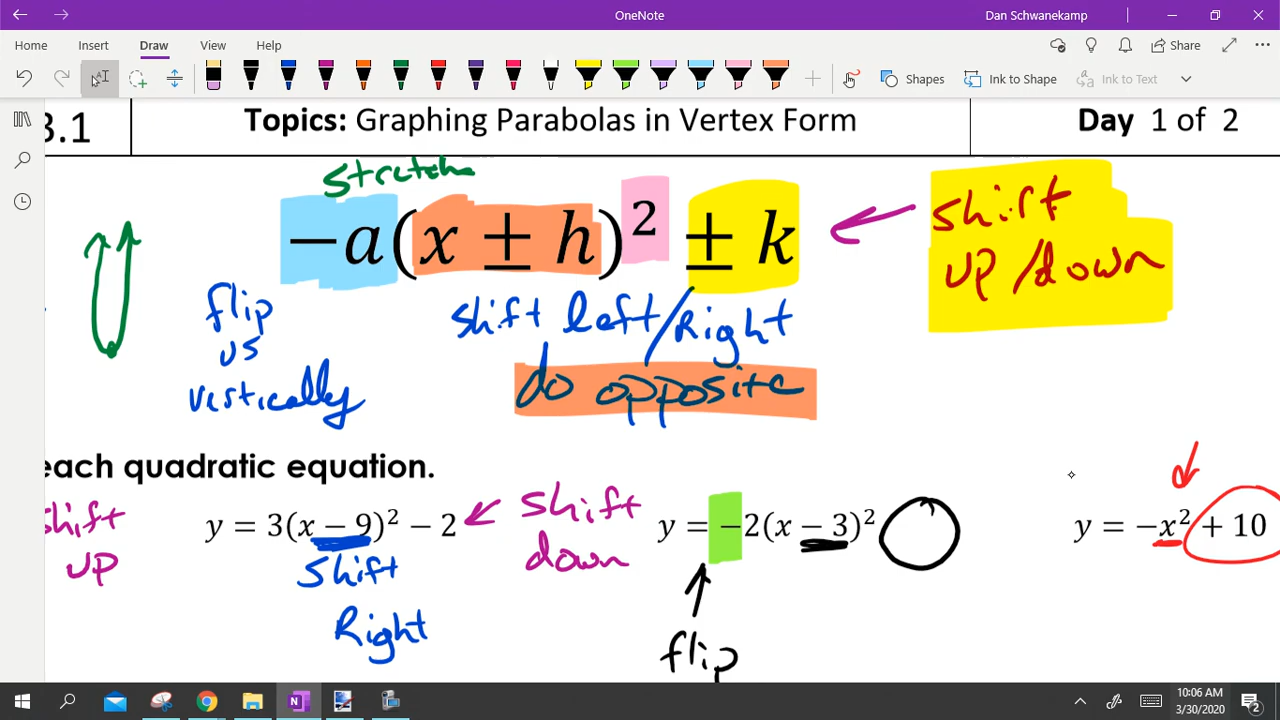 OneNote
Dan Schwanekamp
Home Insert Draw View Help
Share
Shapes Ink to Shape Ink to Text
3.1 Topics: Graphing Parabolas in Vertex Form Day 1 of 2
stretch
−a(x ± h)² ± k
shift
up/down
flip
us
vertically
shift left/Right
do opposite
each quadratic equation.
shift
up
y = 3(x − 9)² − 2
shift
down
shift
Right
y = −2(x − 3)²
flip
y = −x² + 10
10:06 AM
3/30/2020
2